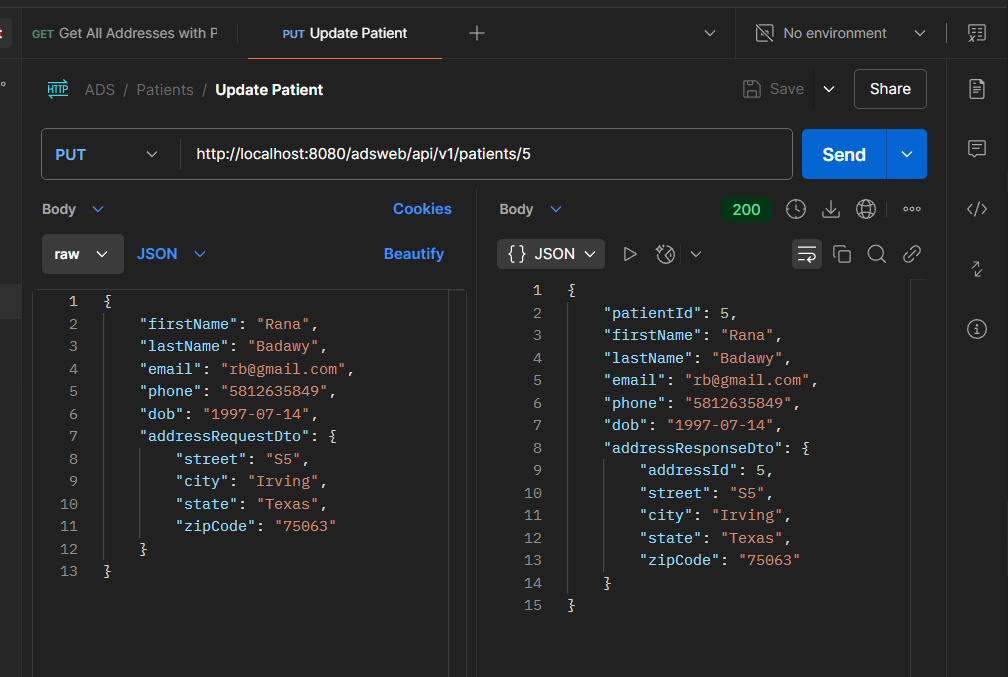 GET Get All Addresses with P
PUT Update Patient
No environment
HTTP ADS / Patients / Update Patient
Save
Share
PUT
http://localhost:8080/adsweb/api/v1/patients/5
Send
Body
Cookies
raw
JSON
Beautify
1 {
2 "firstName": "Rana",
3 "lastName": "Badawy",
4 "email": "rb@gmail.com",
5 "phone": "5812635849",
6 "dob": "1997-07-14",
7 "addressRequestDto": {
8 "street": "S5",
9 "city": "Irving",
10 "state": "Texas",
11 "zipCode": "75063"
12 }
13 }
Body
200
{} JSON
1 {
2 "patientId": 5,
3 "firstName": "Rana",
4 "lastName": "Badawy",
5 "email": "rb@gmail.com",
6 "phone": "5812635849",
7 "dob": "1997-07-14",
8 "addressResponseDto": {
9 "addressId": 5,
10 "street": "S5",
11 "city": "Irving",
12 "state": "Texas",
13 "zipCode": "75063"
14 }
15 }